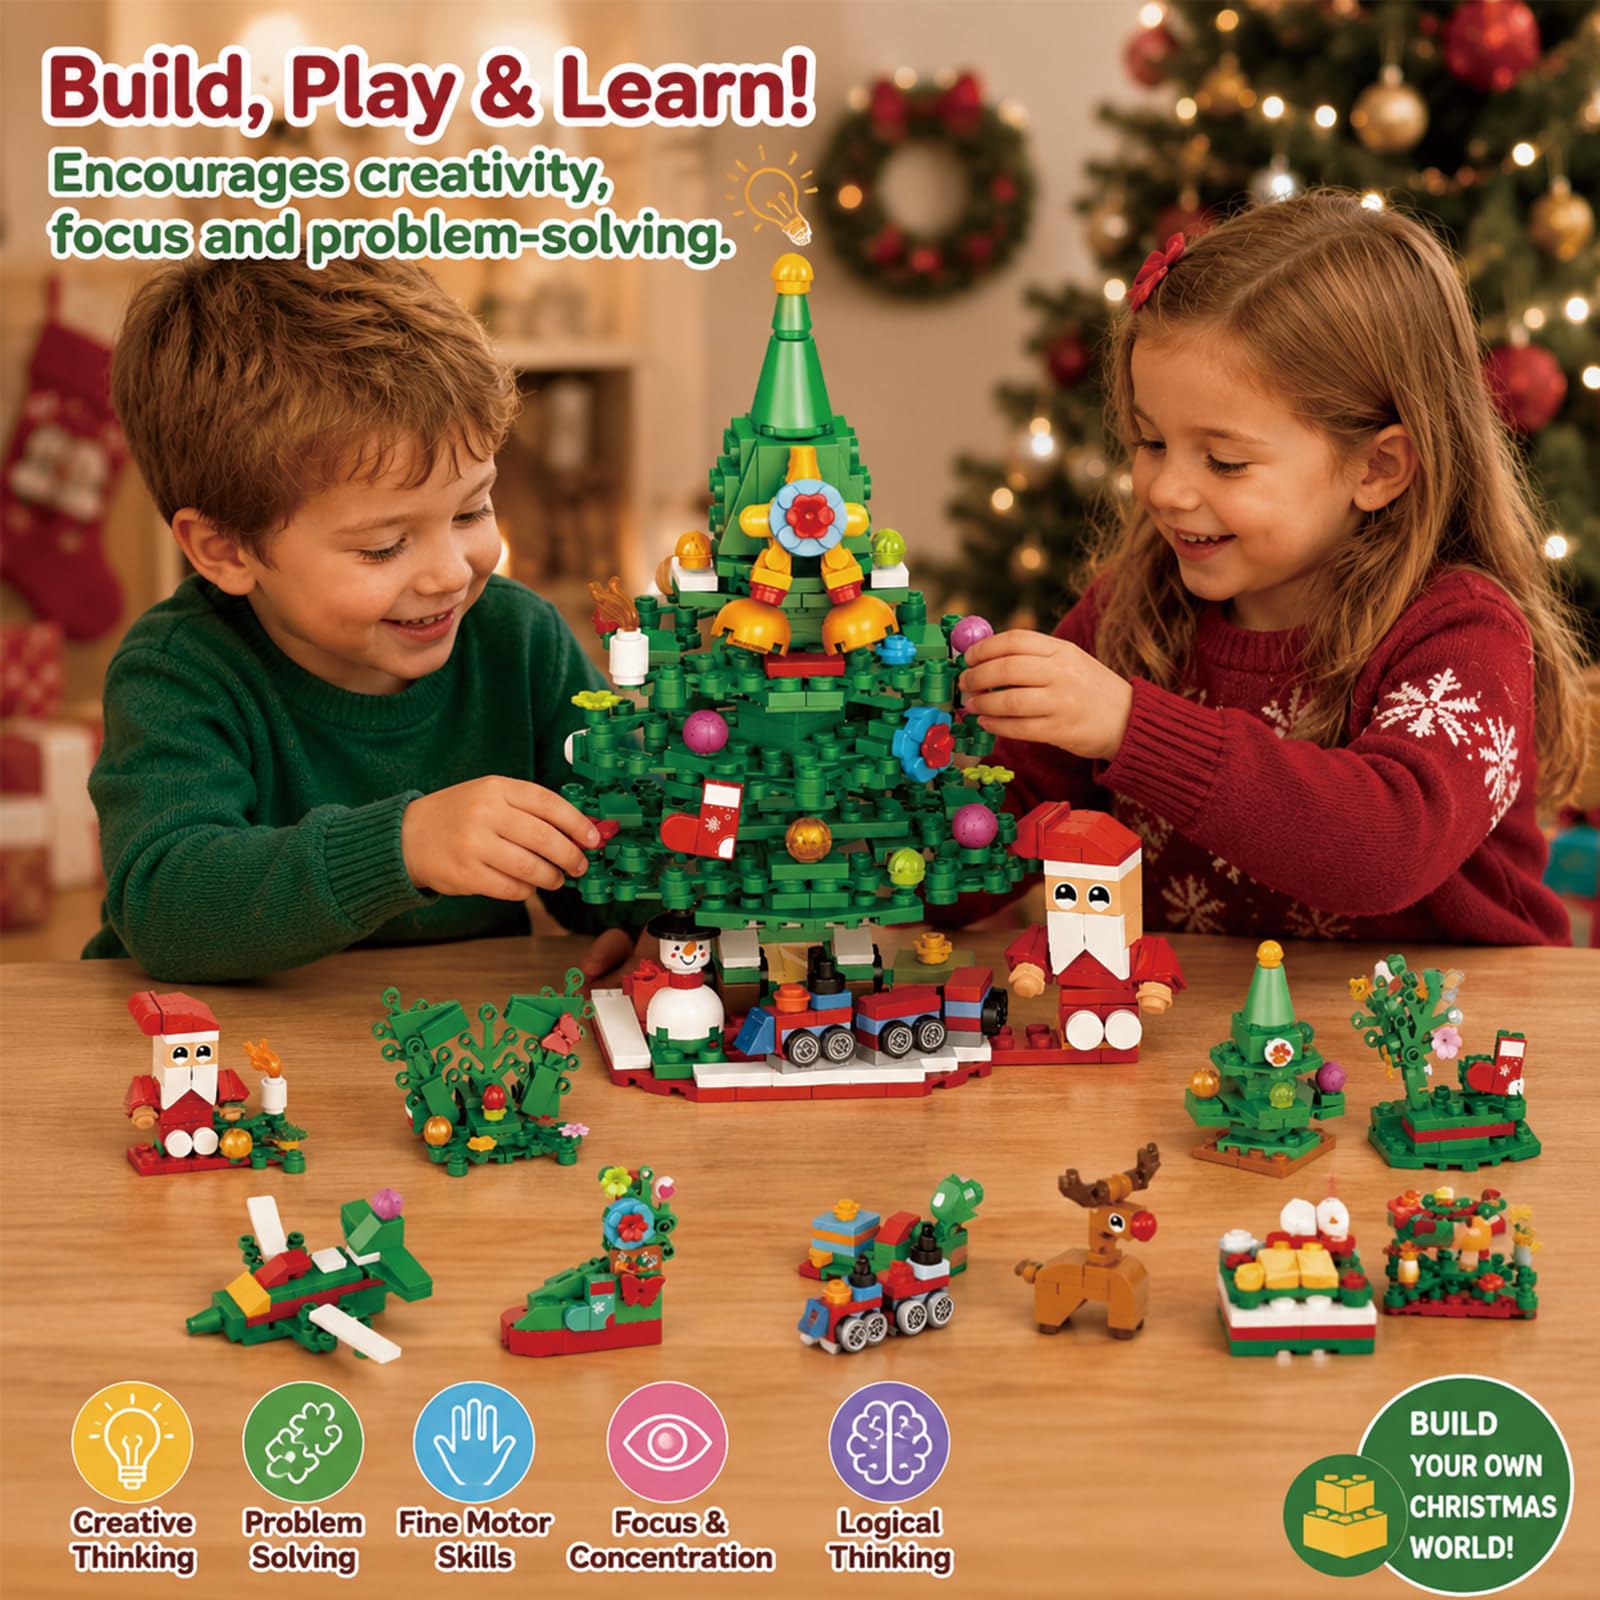 Build, Play & Learn!
Encourages creativity,
focus and problem-solving.
Creative
Thinking
Problem
Solving
Fine Motor
Skills
Focus &
Concentration
Logical
Thinking
BUILD
YOUR OWN
CHRISTMAS
WORLD!